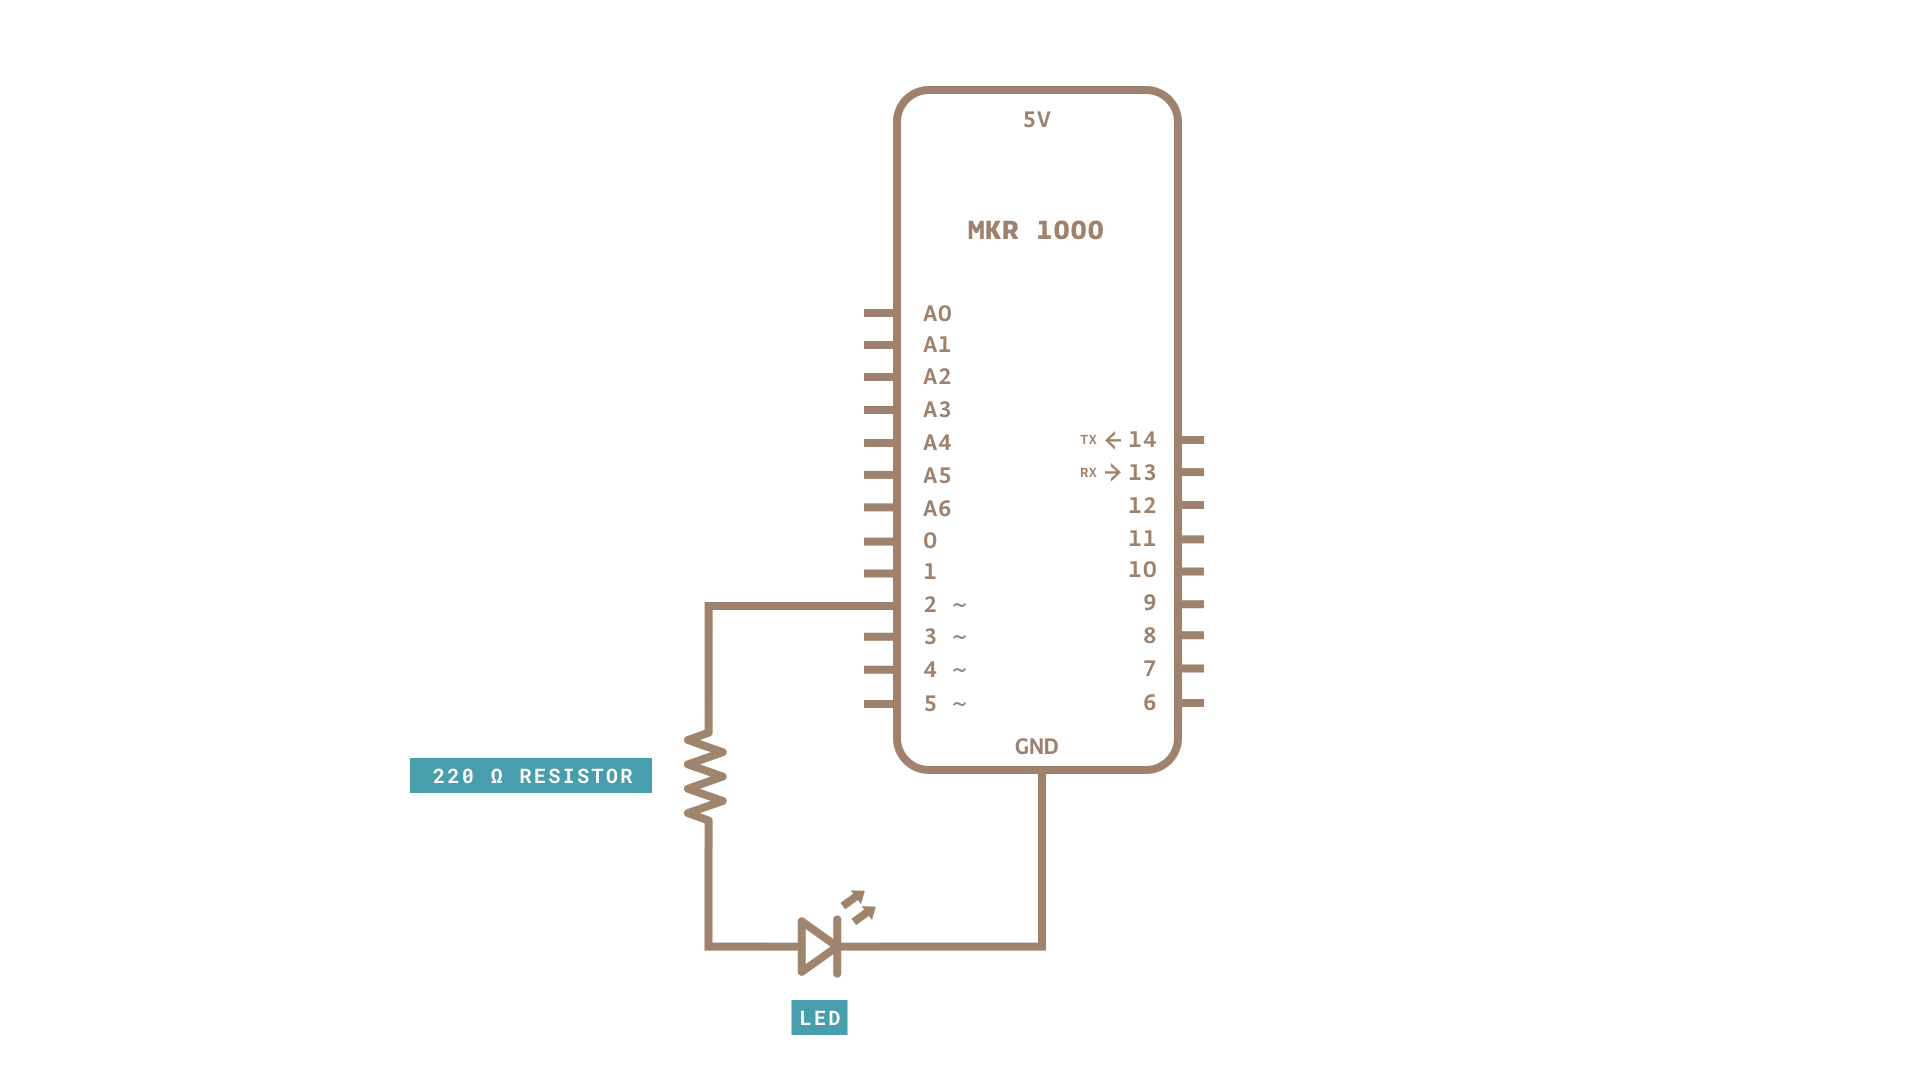 5V
MKR 1000
A0
A1
A2
A3
A4
A5
A6
0
1
2 ~
3 ~
4 ~
5 ~
TX ← 14
RX → 13
12
11
10
9
8
7
6
GND
220 Ω RESISTOR
LED